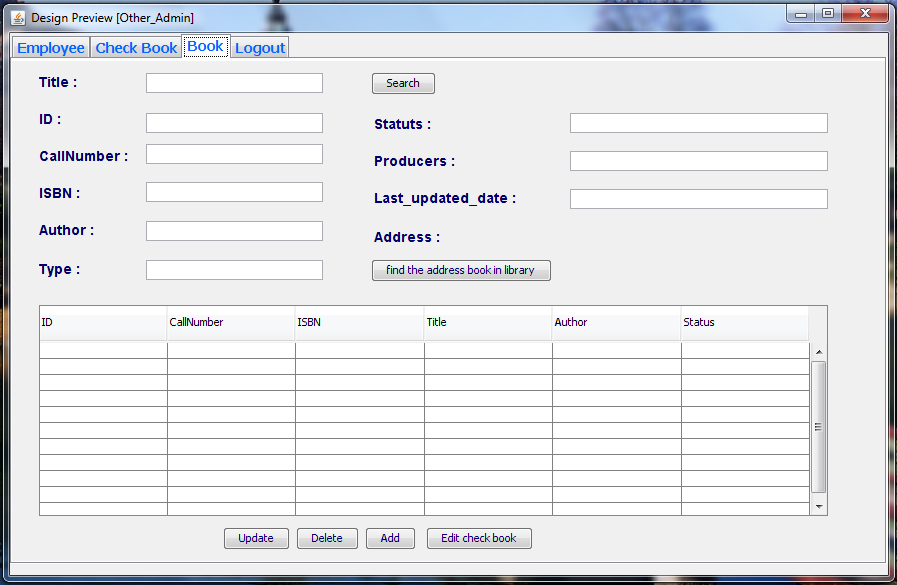 Design Preview [Other_Admin]
Employee Check Book Book Logout
Title :
Search
ID :
Statuts :
CallNumber :
Producers :
ISBN :
Last_updated_date :
Author :
Address :
Type :
find the address book in library
ID CallNumber ISBN Title Author Status
Update Delete Add Edit check book